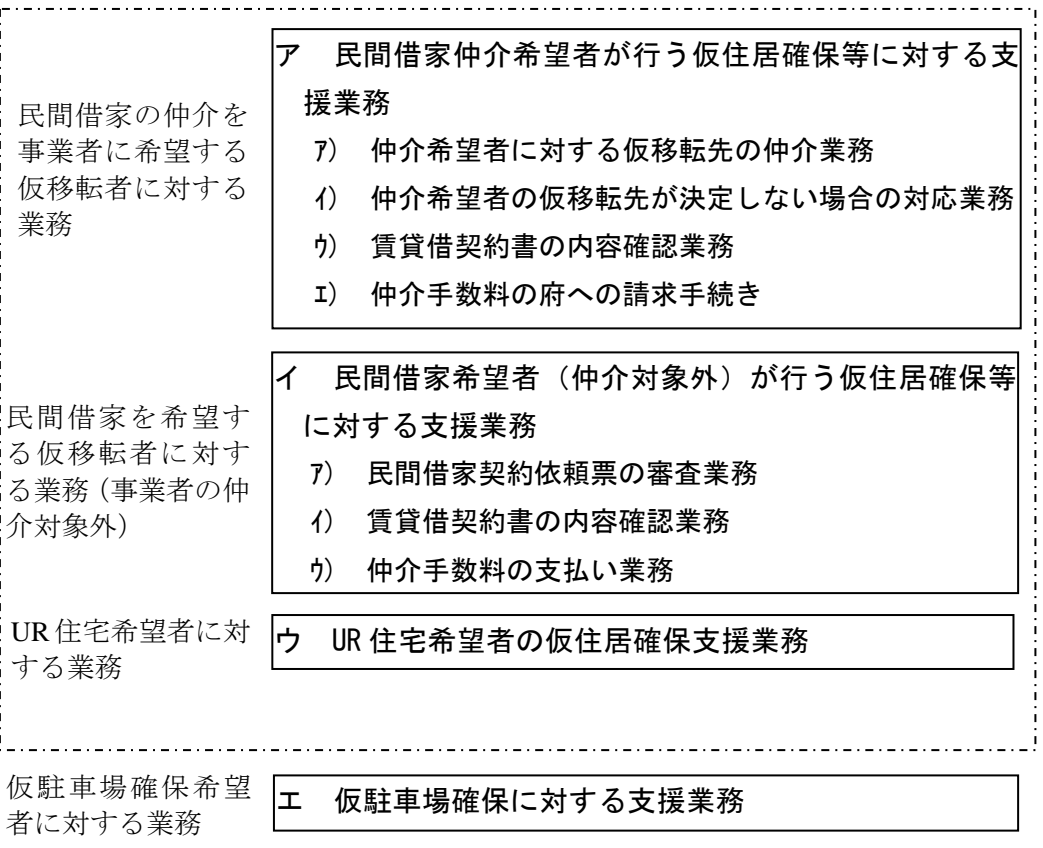 民間借家の仲介を
事業者に希望する
仮移転者に対する
業務
ア 民間借家仲介希望者が行う仮住居確保等に対する支
援業務
ｱ) 仲介希望者に対する仮移転先の仲介業務
ｲ) 仲介希望者の仮移転先が決定しない場合の対応業務
ｳ) 賃貸借契約書の内容確認業務
ｴ) 仲介手数料の府への請求手続き
民間借家を希望す
る仮移転者に対す
る業務（事業者の仲
介対象外）
イ 民間借家希望者（仲介対象外）が行う仮住居確保等
に対する支援業務
ｱ) 民間借家契約依頼票の審査業務
ｲ) 賃貸借契約書の内容確認業務
ｳ) 仲介手数料の支払い業務
UR住宅希望者に対
する業務
ウ UR住宅希望者の仮住居確保支援業務
仮駐車場確保希望
者に対する業務
エ 仮駐車場確保に対する支援業務